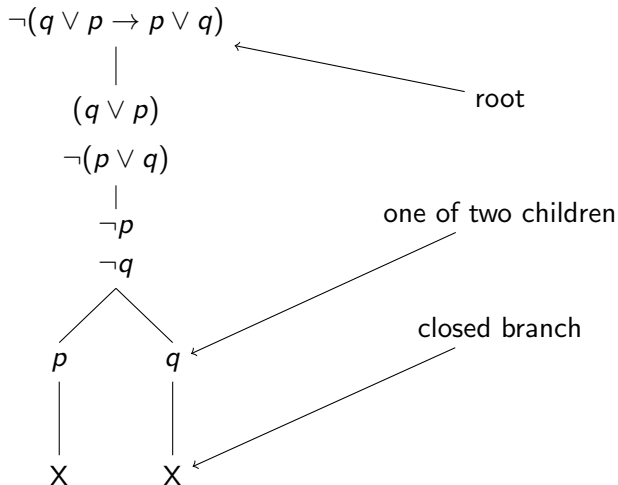 ¬(q ∨ p → p ∨ q)
root
(q ∨ p)
¬(p ∨ q)
¬p
one of two children
¬q
closed branch
p q
X X